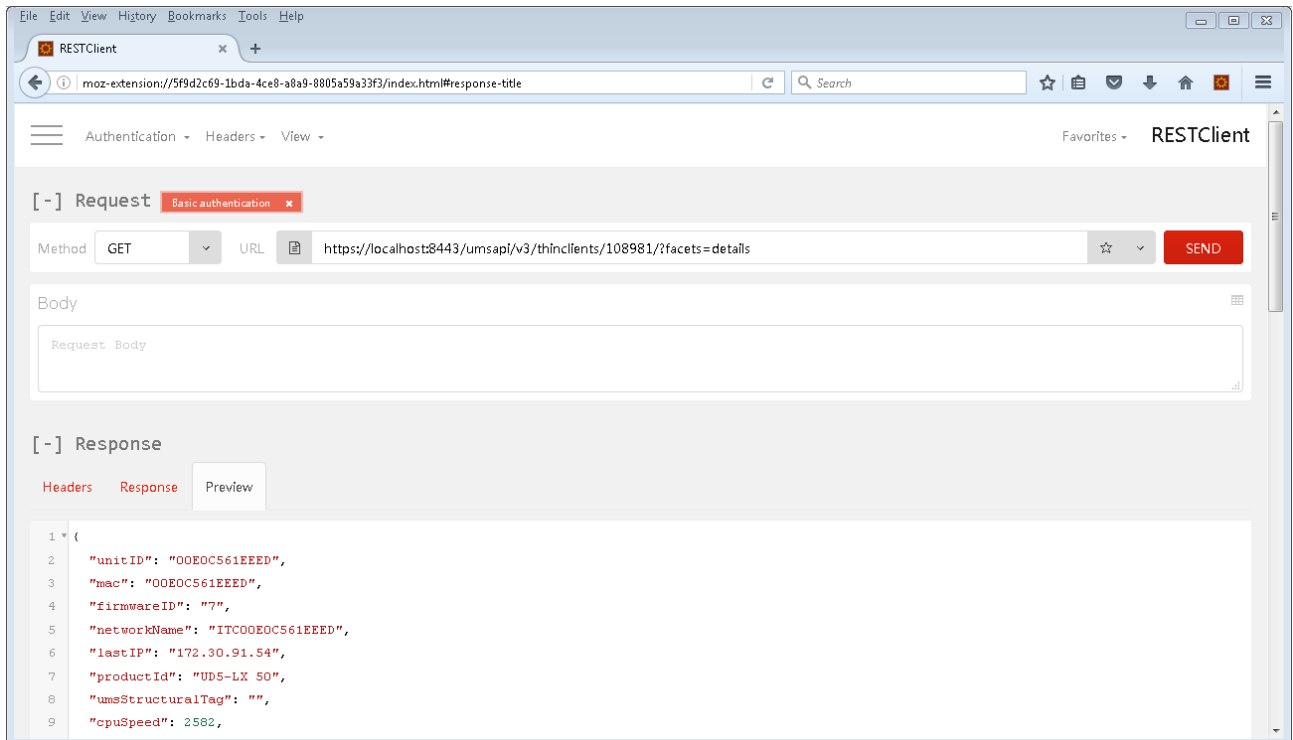 File Edit View History Bookmarks Tools Help
RESTClient × +
moz-extension://5f9d2c69-1bda-4ce8-a8a9-8805a59a33f3/index.html#response-title Search
Authentication Headers View Favorites RESTClient
[-] Request Basic authentication ×
Method GET URL https://localhost:8443/umsapi/v3/thinclients/108981/?facets=details SEND
Body
Request Body
[-] Response
Headers Response Preview
1 {
2 "unitID": "00E0C561EEED",
3 "mac": "00E0C561EEED",
4 "firmwareID": "7",
5 "networkName": "ITC00E0C561EEED",
6 "lastIP": "172.30.91.54",
7 "productId": "UD5-LX 50",
8 "umsStructuralTag": "",
9 "cpuSpeed": 2582,